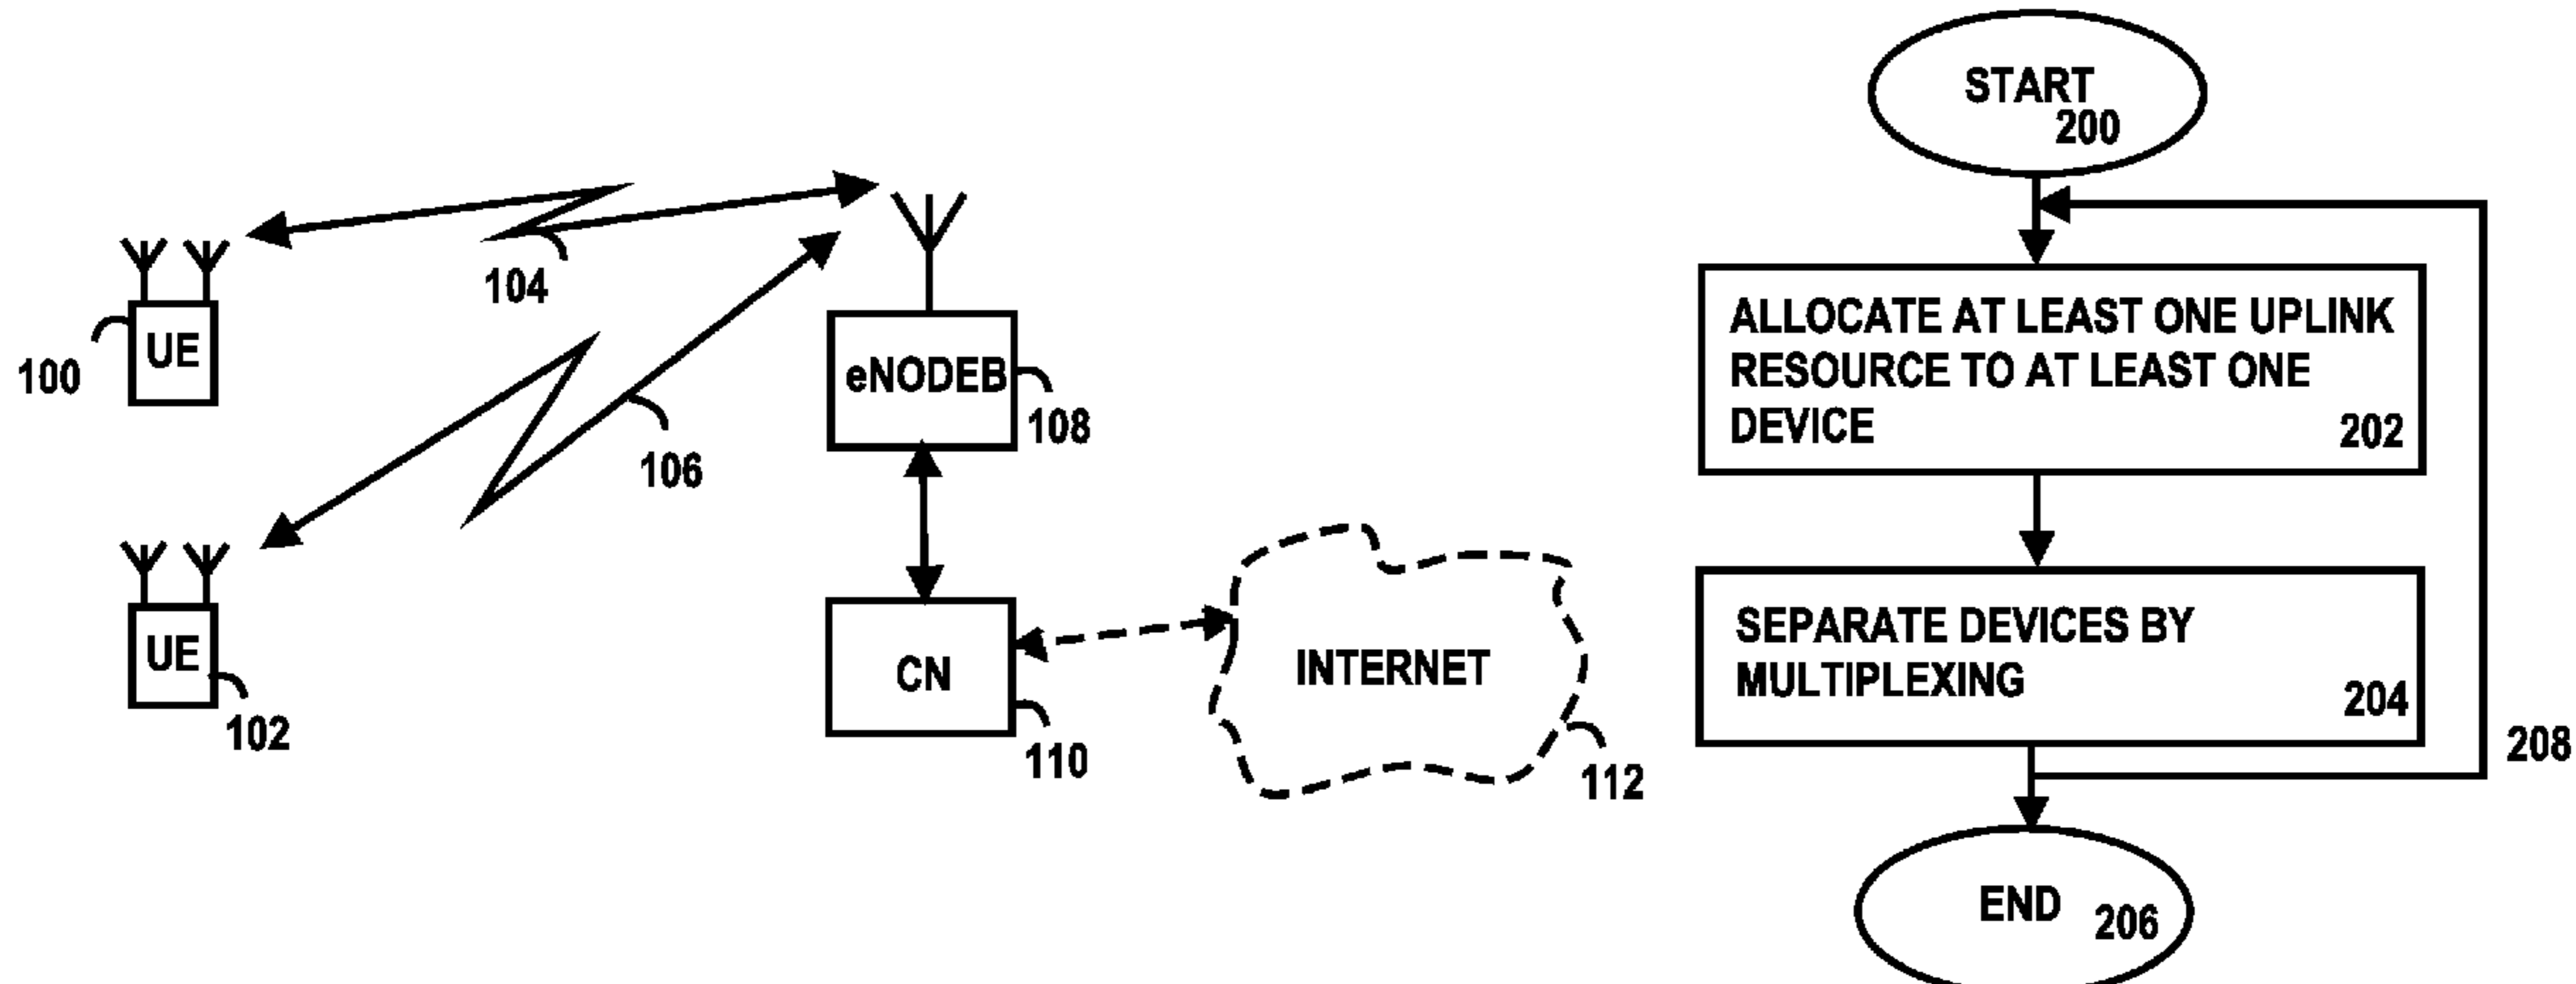 104
UE
100
106
eNODEB
108
UE
102
CN
110
INTERNET
112
START
200
ALLOCATE AT LEAST ONE UPLINK
RESOURCE TO AT LEAST ONE
DEVICE
202
SEPARATE DEVICES BY
MULTIPLEXING
204
208
END
206